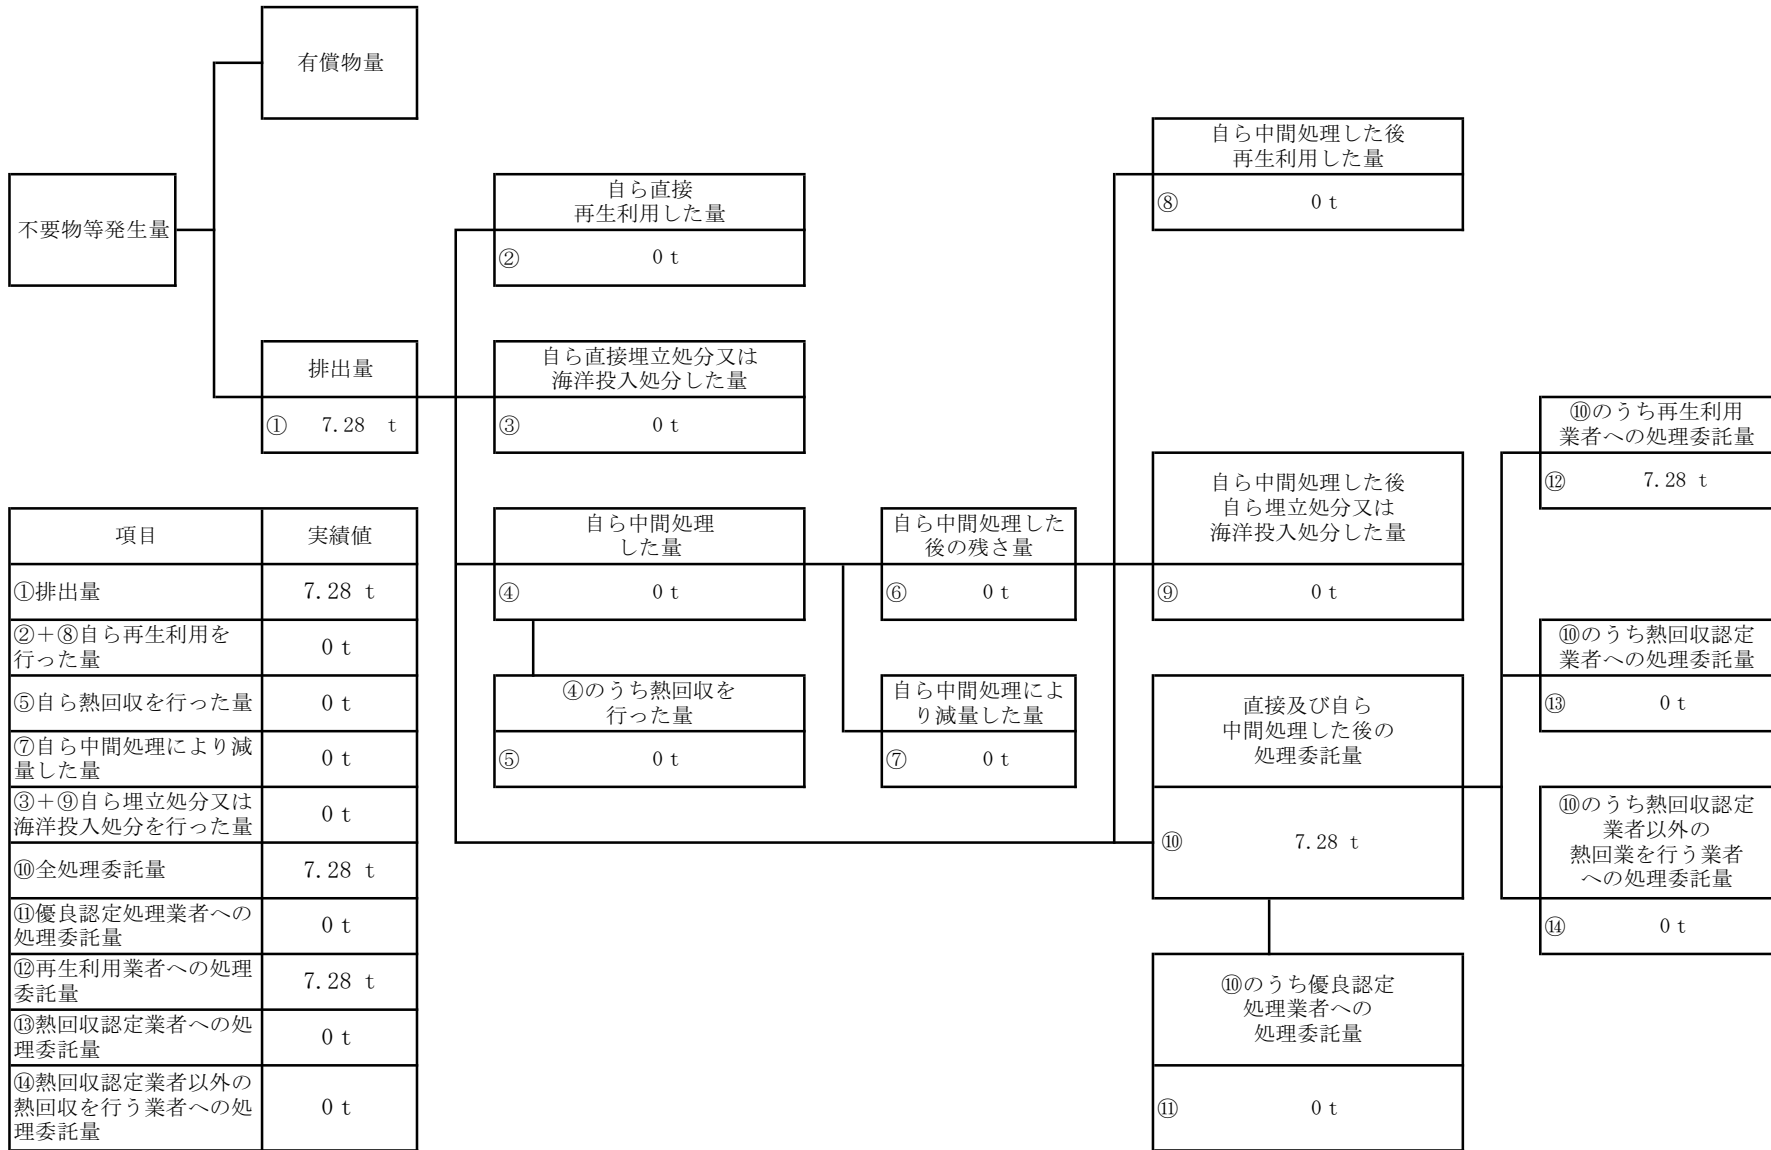 有償物量
不要物等発生量
排出量
① 7.28 t
自ら直接
再生利用した量
② 0 t
自ら直接埋立処分又は
海洋投入処分した量
③ 0 t
自ら中間処理
した量
④ 0 t
④のうち熱回収を
行った量
⑤ 0 t
自ら中間処理した
後の残さ量
⑥ 0 t
自ら中間処理によ
り減量した量
⑦ 0 t
自ら中間処理した後
再生利用した量
⑧ 0 t
自ら中間処理した後
自ら埋立処分又は
海洋投入処分した量
⑨ 0 t
直接及び自ら
中間処理した後の
処理委託量
⑩ 7.28 t
⑩のうち優良認定
処理業者への
処理委託量
⑪ 0 t
⑩のうち再生利用
業者への処理委託量
⑫ 7.28 t
⑩のうち熱回収認定
業者への処理委託量
⑬ 0 t
⑩のうち熱回収認定
業者以外の
熱回業を行う業者
への処理委託量
⑭ 0 t
項目 実績値
①排出量 7.28 t
②＋⑧自ら再生利用を
行った量 0 t
⑤自ら熱回収を行った量 0 t
⑦自ら中間処理により減
量した量 0 t
③＋⑨自ら埋立処分又は
海洋投入処分を行った量 0 t
⑩全処理委託量 7.28 t
⑪優良認定処理業者への
処理委託量 0 t
⑫再生利用業者への処理
委託量 7.28 t
⑬熱回収認定業者への処
理委託量 0 t
⑭熱回収認定業者以外の
熱回収を行う業者への処
理委託量 0 t